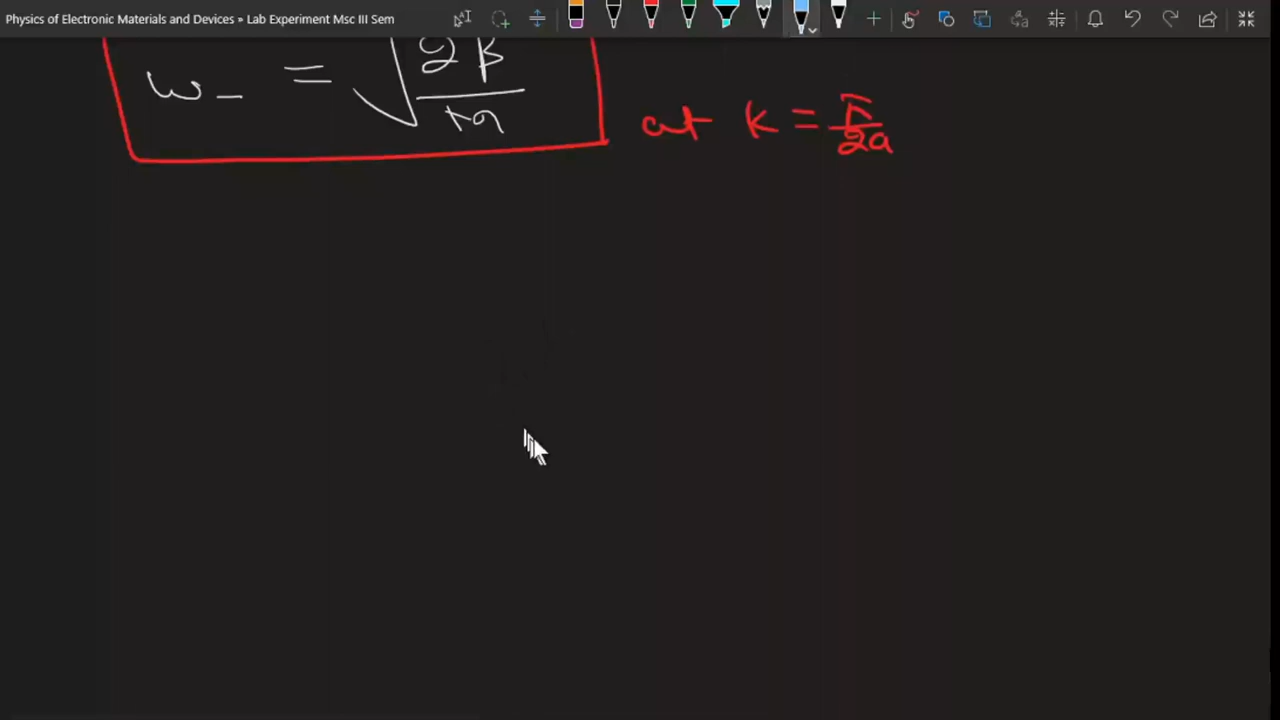 Physics of Electronic Materials and Devices » Lab Experiment Msc III Sem
ω₋ = √(2β/m)
at k = π/2a